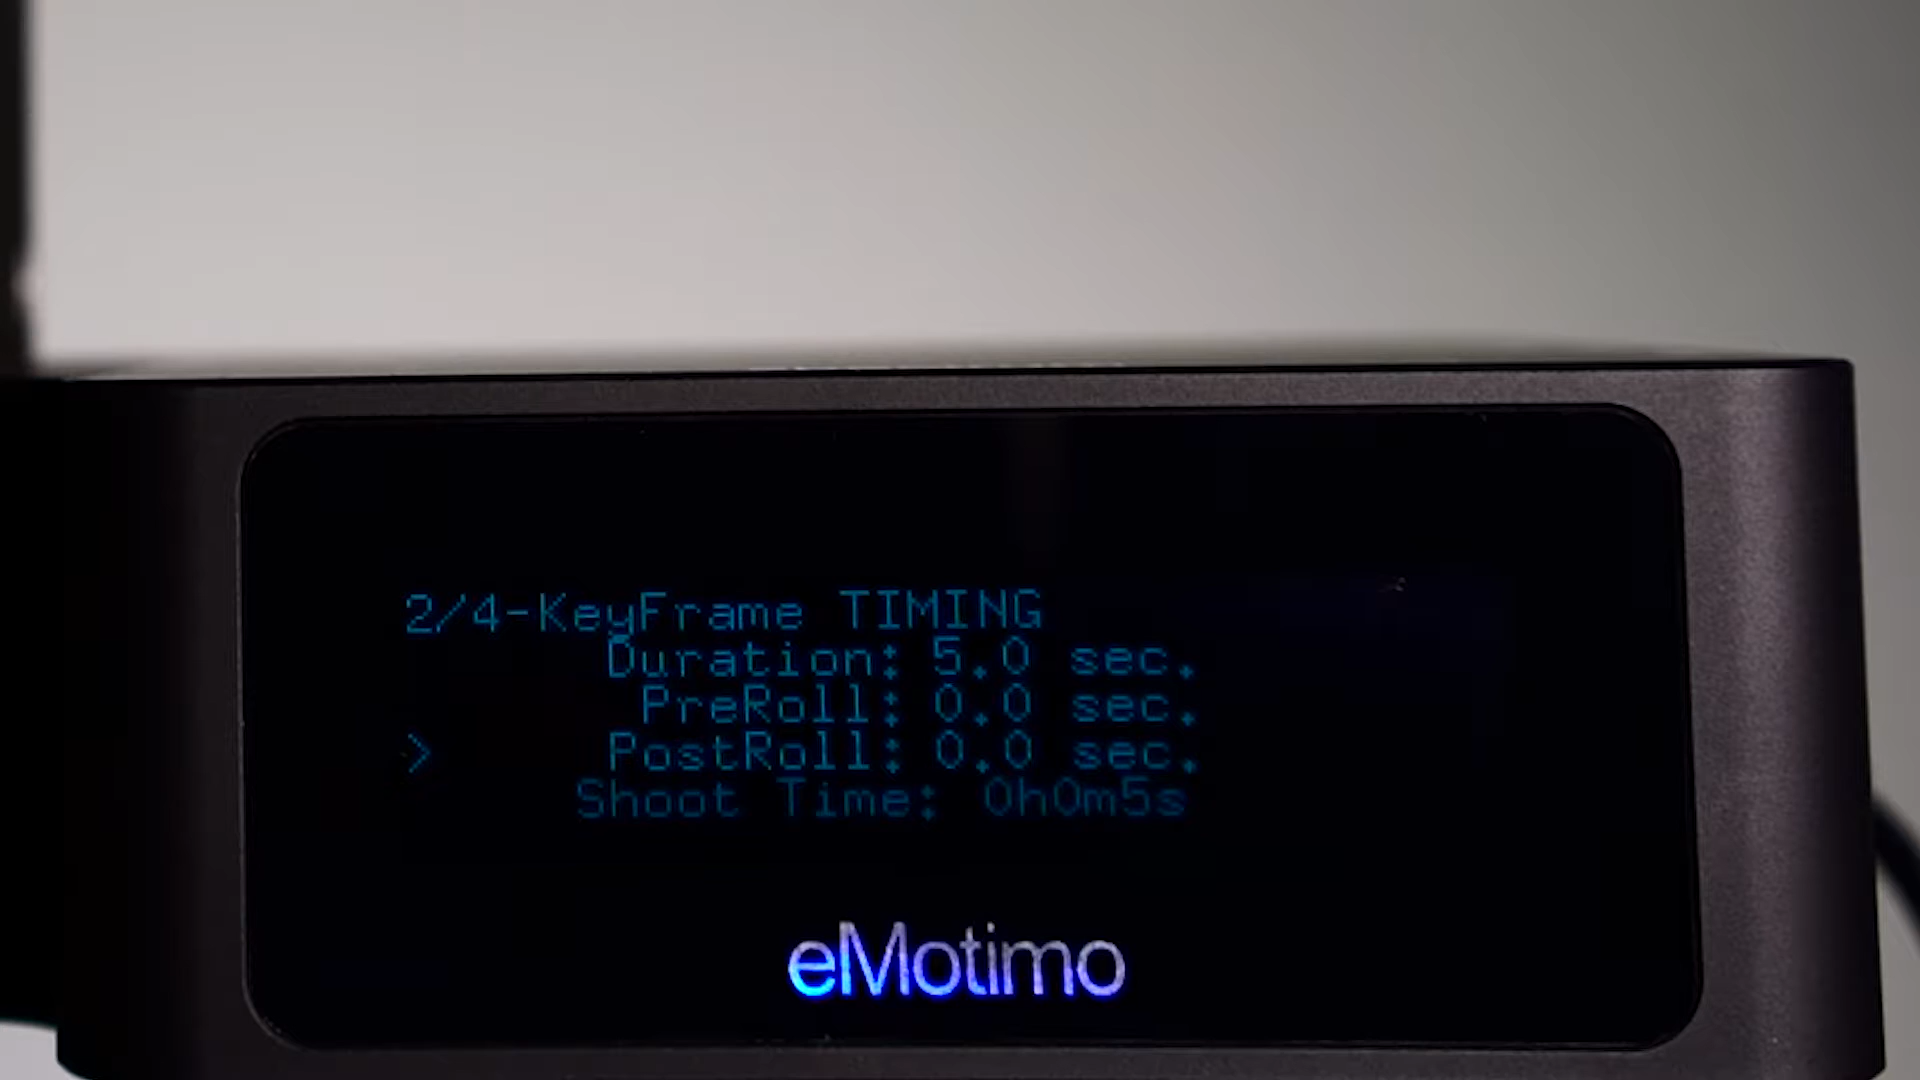 2/4-KeyFrame TIMING
Duration: 5.0 sec.
PreRoll: 0.0 sec.
> PostRoll: 0.0 sec.
Shoot Time: 0h0m5s
eMotimo